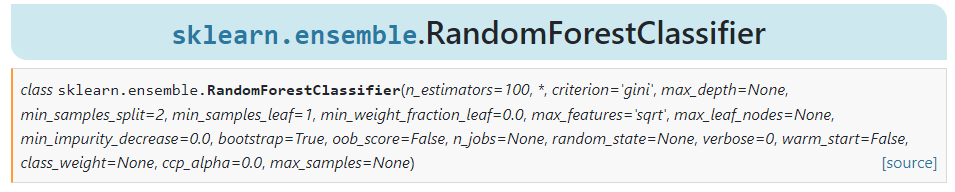 sklearn.ensemble.RandomForestClassifier
class sklearn.ensemble.RandomForestClassifier(n_estimators=100, *, criterion='gini', max_depth=None,
min_samples_split=2, min_samples_leaf=1, min_weight_fraction_leaf=0.0, max_features='sqrt', max_leaf_nodes=None,
min_impurity_decrease=0.0, bootstrap=True, oob_score=False, n_jobs=None, random_state=None, verbose=0, warm_start=False,
class_weight=None, ccp_alpha=0.0, max_samples=None) [source]